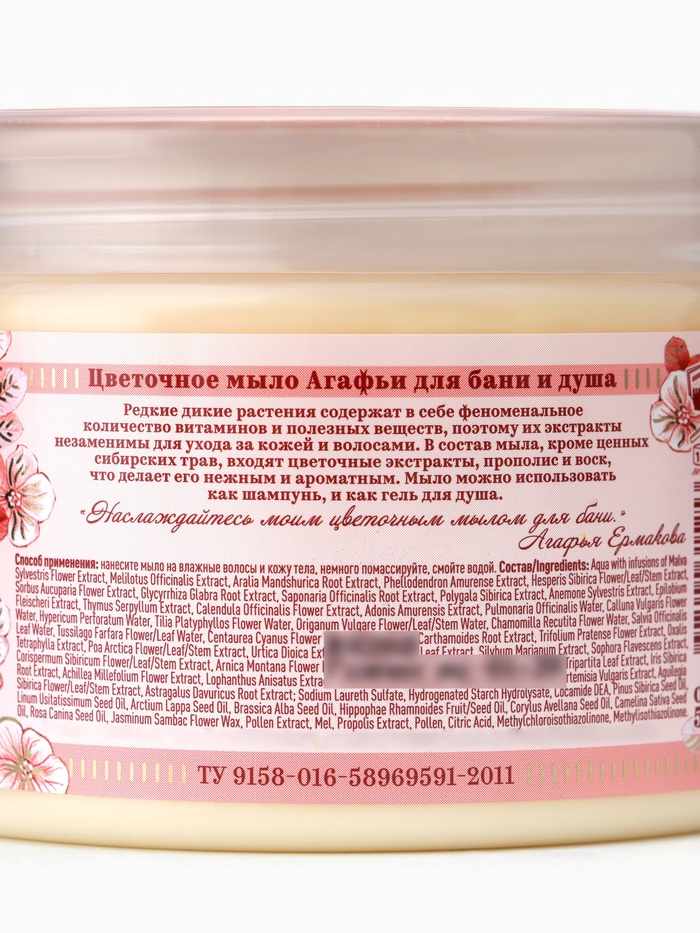 Цветочное мыло Агафьи для бани и душа
Редкие дикие растения содержат в себе феноменальное
количество витаминов и полезных веществ, поэтому их экстракты
незаменимы для ухода за кожей и волосами. В состав мыла, кроме ценных
сибирских трав, входят цветочные экстракты, прополис и воск,
что делает его нежным и ароматным. Мыло можно использовать
как шампунь, и как гель для душа.
"Наслаждайтесь моим цветочным мылом для бани."
Агафья Ермакова
Способ применения: нанесите мыло на влажные волосы и кожу тела, немного помассируйте, смойте водой. Состав/Ingredients: Aqua with infusions of Malva
Sylvestris Flower Extract, Melilotus Officinalis Extract, Aralia Mandshurica Root Extract, Phellodendron Amurense Extract, Hesperis Sibirica Flower/Leaf/Stem Extract,
Sorbus Aucuparia Flower Extract, Glycyrrhiza Glabra Root Extract, Saponaria Officinalis Root Extract, Polygala Sibirica Extract, Anemone Sylvestris Extract, Epilobium
Fleischeri Extract, Thymus Serpyllum Extract, Calendula Officinalis Flower Extract, Adonis Amurensis Extract, Pulmonaria Officinalis Water, Calluna Vulgaris Flower
Water, Hypericum Perforatum Water, Tilia Platyphyllos Flower Water, Origanum Vulgare Flower/Leaf/Stem Water, Chamomilla Recutita Flower Water, Salvia Officinalis
Leaf Water, Tussilago Farfara Flower/Leaf Water, Centaurea Cyanus Flower Carthamoides Root Extract, Trifolium Pratense Flower Extract, Oxalis
Tetraphylla Extract, Poa Arctica Flower/Leaf/Stem Extract, Urtica Dioica Ex Leaf Extract, Silybum Marianum Extract, Sophora Flavescens Extract,
Corispermum Sibiricum Flower/Leaf/Stem Extract, Arnica Montana Flower Tripartita Leaf Extract, Iris Sibirica
Root Extract, Achillea Millefolium Flower Extract, Lophanthus Anisatus Extra rtemisia Vulgaris Extract, Aquilegia
Sibirica Flower/Leaf/Stem Extract, Astragalus Davuricus Root Extract; Sodium Laureth Sulfate, Hydrogenated Starch Hydrolysate, Cocamide DEA, Pinus Sibirica Seed Oil,
Linum Usitatissimum Seed Oil, Arctium Lappa Seed Oil, Brassica Alba Seed Oil, Hippophae Rhamnoides Fruit/Seed Oil, Corylus Avellana Seed Oil, Camelina Sativa Seed
Oil, Rosa Canina Seed Oil, Jasminum Sambac Flower Wax, Pollen Extract, Mel, Propolis Extract, Pollen, Citric Acid, Methylchloroisothiazolinone, Methylisothiazolinone
ТУ 9158-016-58969591-2011